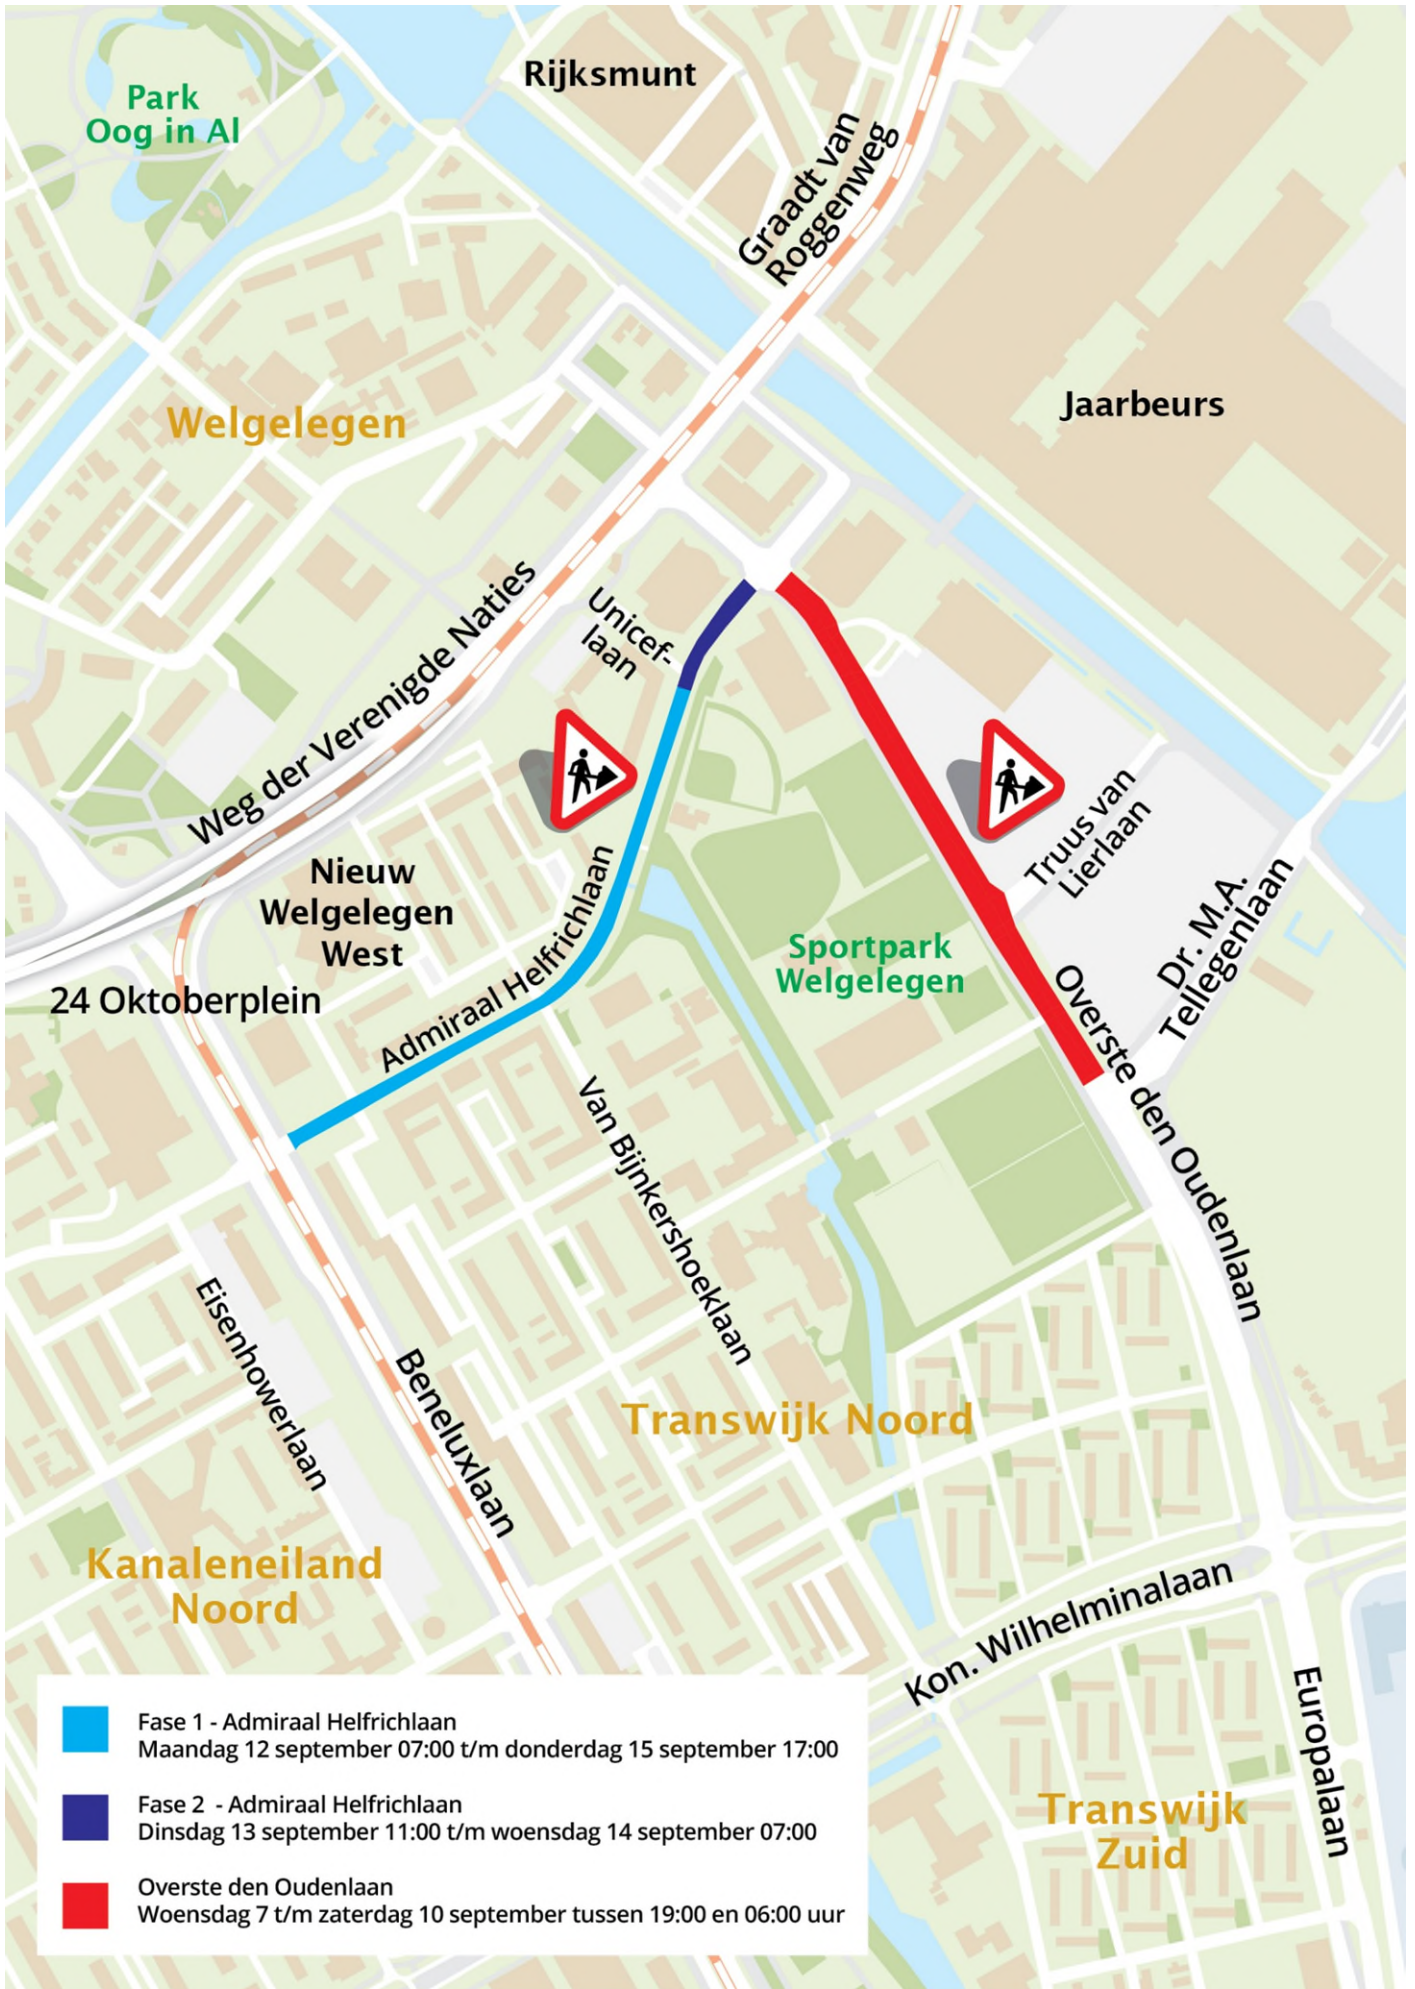 Park
Oog in Al
Rijksmunt
Graadt van
Roggenweg
Jaarbeurs
Welgelegen
Weg der Verenigde Naties
Unicef-
laan
Truus van
Lierlaan
Dr. M.A.
Tellegenlaan
Nieuw
Welgelegen
West
Admiraal Helfrichlaan
Sportpark
Welgelegen
24 Oktoberplein
Overste den Oudenlaan
Van Bijnkershoeklaan
Eisenhowerlaan
Beneluxlaan
Transwijk Noord
Kanaleneiland
Noord
Kon. Wilhelminalaan
Europalaan
Transwijk
Zuid
Fase 1 - Admiraal Helfrichlaan
Maandag 12 september 07:00 t/m donderdag 15 september 17:00
Fase 2 - Admiraal Helfrichlaan
Dinsdag 13 september 11:00 t/m woensdag 14 september 07:00
Overste den Oudenlaan
Woensdag 7 t/m zaterdag 10 september tussen 19:00 en 06:00 uur